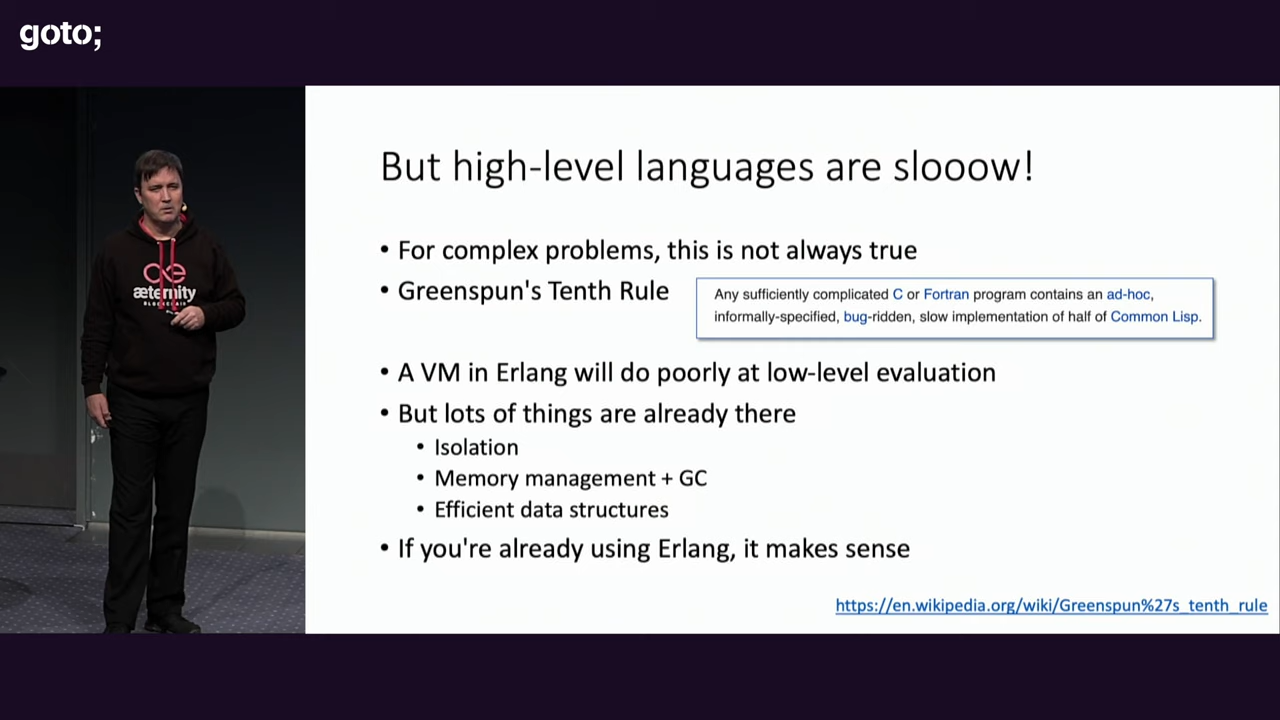 goto;
But high-level languages are slooow!
• For complex problems, this is not always true
• Greenspun's Tenth Rule
Any sufficiently complicated C or Fortran program contains an ad-hoc,
informally-specified, bug-ridden, slow implementation of half of Common Lisp.
• A VM in Erlang will do poorly at low-level evaluation
• But lots of things are already there
• Isolation
• Memory management + GC
• Efficient data structures
• If you're already using Erlang, it makes sense
https://en.wikipedia.org/wiki/Greenspun%27s_tenth_rule
æternity
BLOCKCHAIN